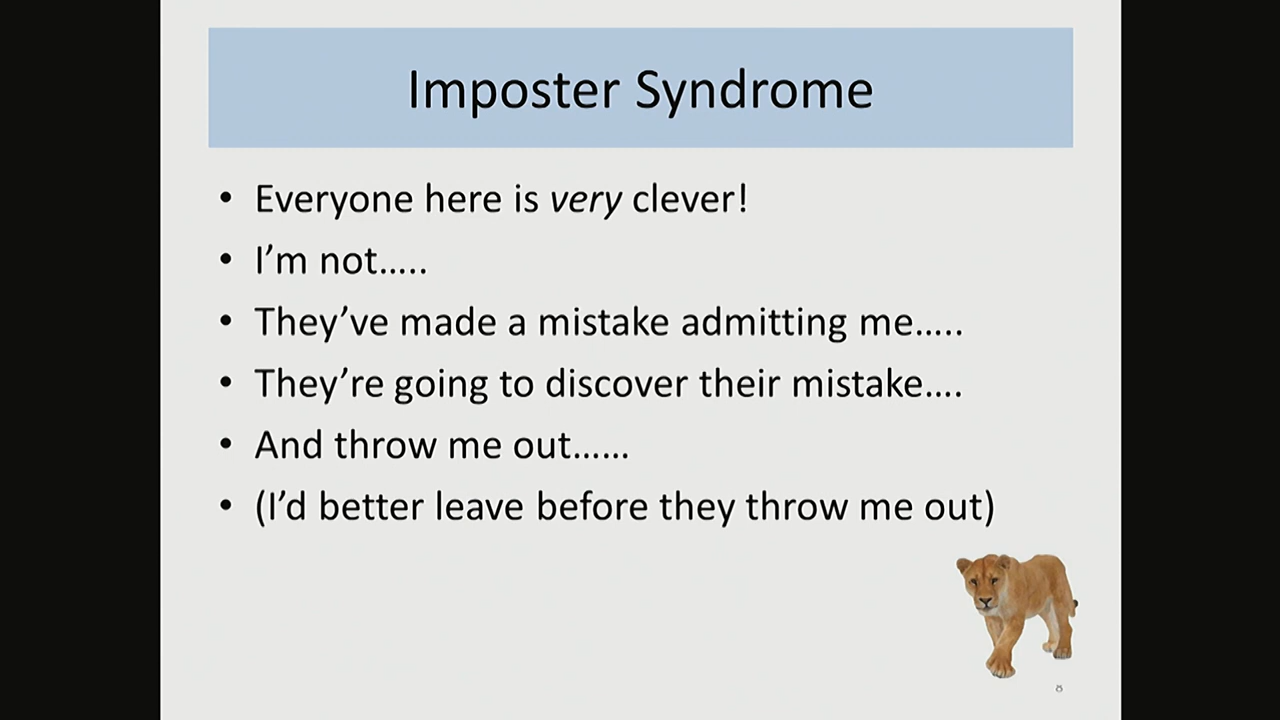 Imposter Syndrome
• Everyone here is very clever!
• I'm not.....
• They've made a mistake admitting me.....
• They're going to discover their mistake....
• And throw me out......
• (I'd better leave before they throw me out)
8